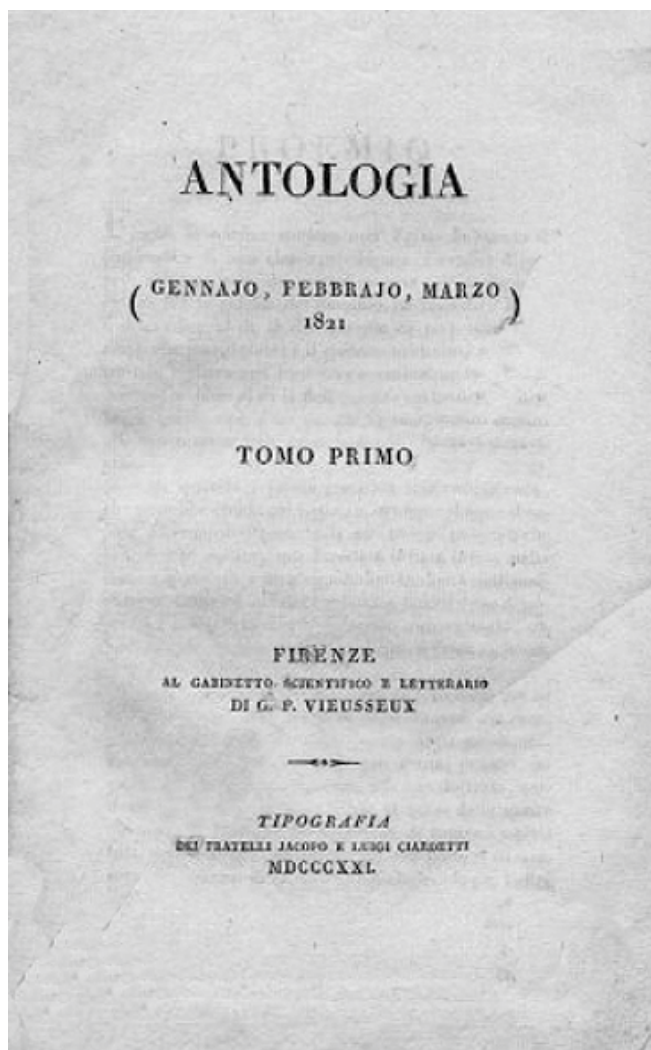 ANTOLOGIA
( GENNAJO, FEBBRAJO, MARZO )
1821
TOMO PRIMO
FIRENZE
AL GABINETTO SCIENTIFICO E LETTERARIO
DI G. P. VIEUSSEUX
TIPOGRAFIA
DEI FRATELLI JACOPO E LUIGI CIARDETTI
MDCCCXXI.